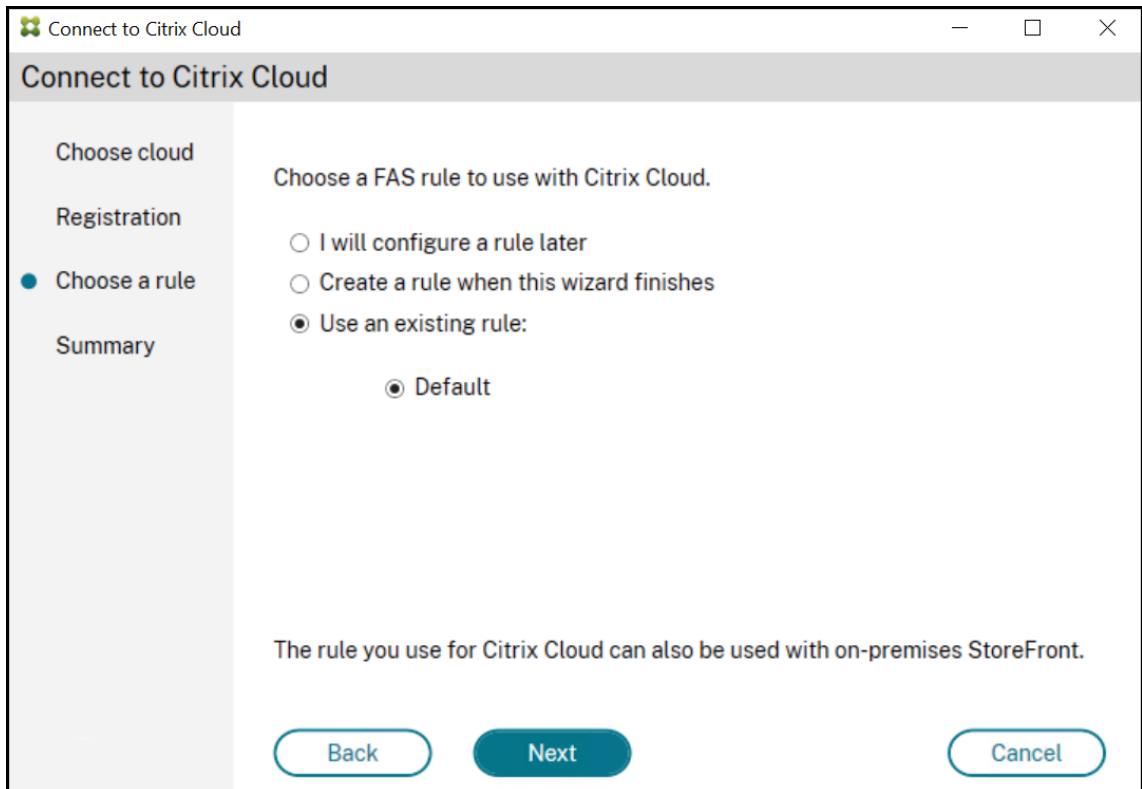 Connect to Citrix Cloud
Connect to Citrix Cloud
Choose cloud
Registration
Choose a rule
Summary
Choose a FAS rule to use with Citrix Cloud.
I will configure a rule later
Create a rule when this wizard finishes
Use an existing rule:
Default
The rule you use for Citrix Cloud can also be used with on-premises StoreFront.
Back
Next
Cancel